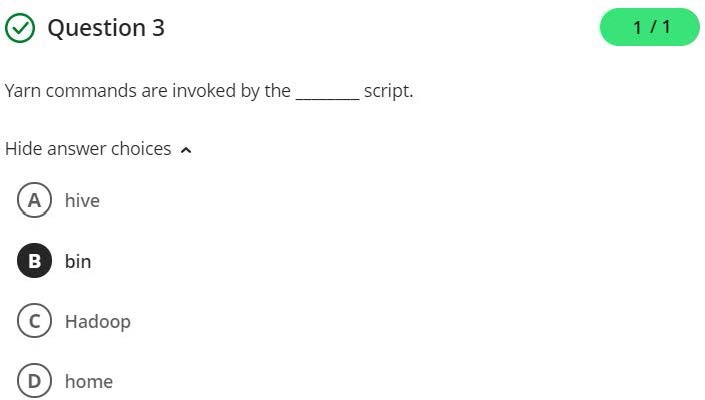 Question 3
1 / 1
Yarn commands are invoked by the ________ script.
Hide answer choices
A hive
B bin
C Hadoop
D home